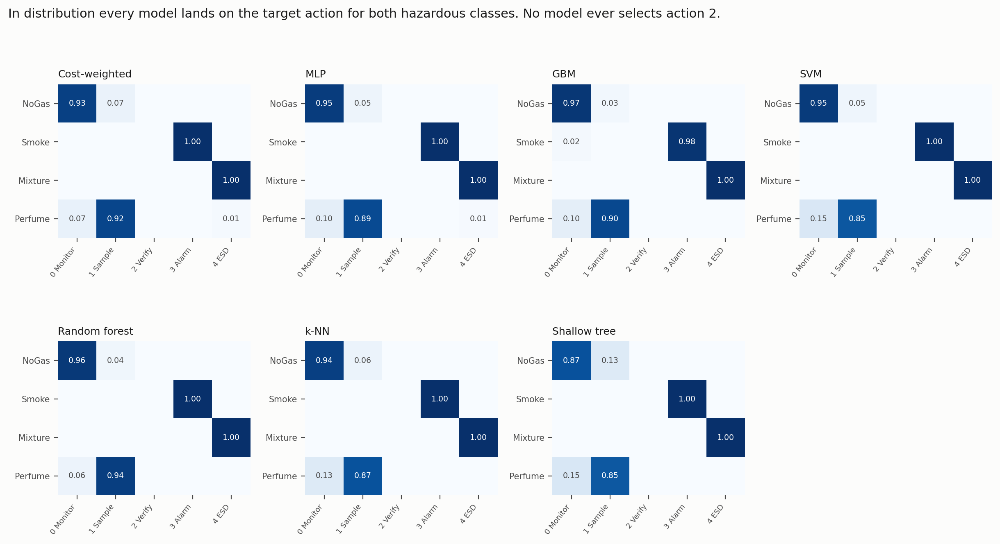 In distribution every model lands on the target action for both hazardous classes. No model ever selects action 2.
Cost-weighted
NoGas 0.93 0.07
Smoke 1.00
Mixture 1.00
Perfume 0.07 0.92 0.01
0 Monitor 1 Sample 2 Verify 3 Alarm 4 ESD
MLP
NoGas 0.95 0.05
Smoke 1.00
Mixture 1.00
Perfume 0.10 0.89 0.01
0 Monitor 1 Sample 2 Verify 3 Alarm 4 ESD
GBM
NoGas 0.97 0.03
Smoke 0.02 0.98
Mixture 1.00
Perfume 0.10 0.90
0 Monitor 1 Sample 2 Verify 3 Alarm 4 ESD
SVM
NoGas 0.95 0.05
Smoke 1.00
Mixture 1.00
Perfume 0.15 0.85
0 Monitor 1 Sample 2 Verify 3 Alarm 4 ESD
Random forest
NoGas 0.96 0.04
Smoke 1.00
Mixture 1.00
Perfume 0.06 0.94
0 Monitor 1 Sample 2 Verify 3 Alarm 4 ESD
k-NN
NoGas 0.94 0.06
Smoke 1.00
Mixture 1.00
Perfume 0.13 0.87
0 Monitor 1 Sample 2 Verify 3 Alarm 4 ESD
Shallow tree
NoGas 0.87 0.13
Smoke 1.00
Mixture 1.00
Perfume 0.15 0.85
0 Monitor 1 Sample 2 Verify 3 Alarm 4 ESD